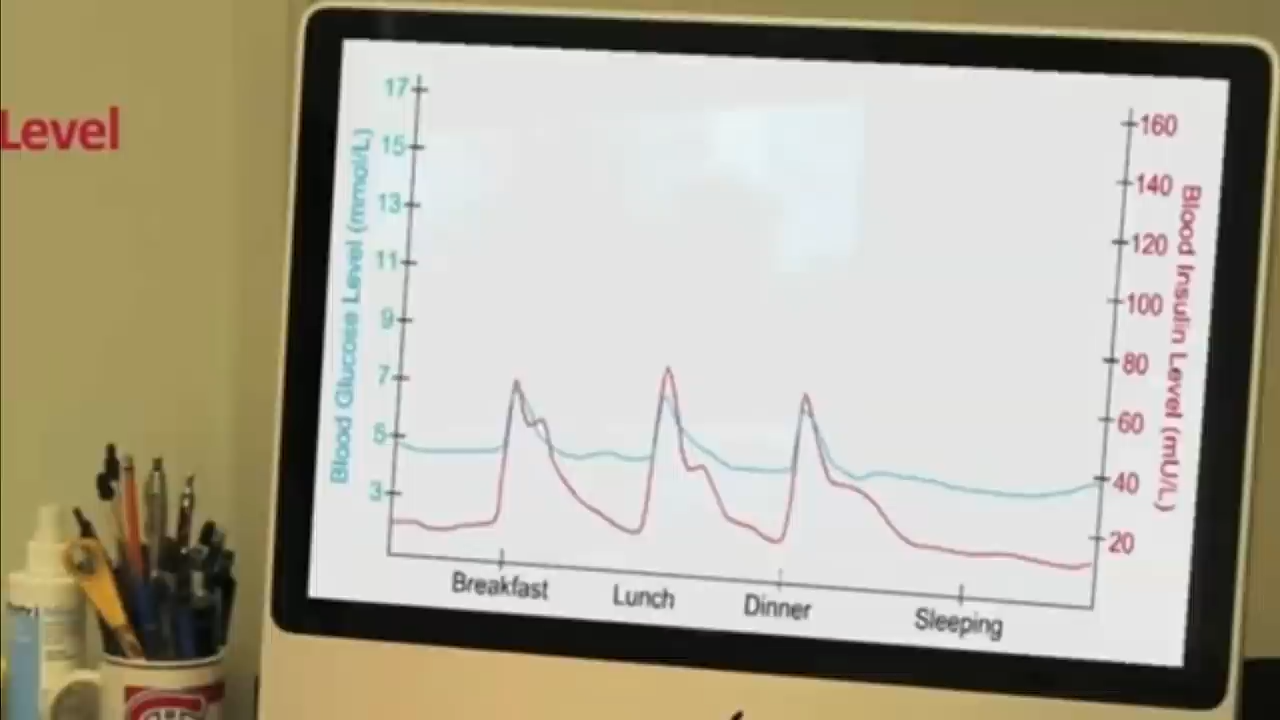 Level
Blood Glucose Level (mmol/L)
17
15
13
11
9
7
5
3
160
140
120
100
80
60
40
20
Blood Insulin Level (mU/L)
Breakfast
Lunch
Dinner
Sleeping